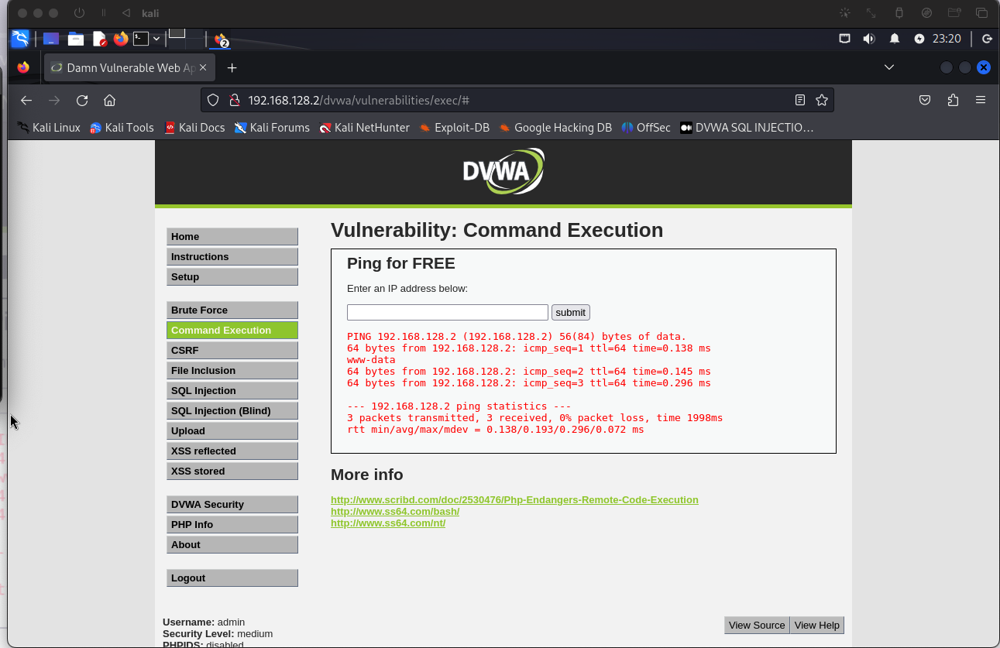 kali
2
23:20
Damn Vulnerable Web Ap
192.168.128.2/dvwa/vulnerabilities/exec/#
Kali Linux Kali Tools Kali Docs Kali Forums Kali NetHunter Exploit-DB Google Hacking DB OffSec DVWA SQL INJECTIO…
DVWA
Home
Instructions
Setup
Brute Force
Command Execution
CSRF
File Inclusion
SQL Injection
SQL Injection (Blind)
Upload
XSS reflected
XSS stored
DVWA Security
PHP Info
About
Logout
Vulnerability: Command Execution
Ping for FREE
Enter an IP address below:
submit
PING 192.168.128.2 (192.168.128.2) 56(84) bytes of data.
64 bytes from 192.168.128.2: icmp_seq=1 ttl=64 time=0.138 ms
www-data
64 bytes from 192.168.128.2: icmp_seq=2 ttl=64 time=0.145 ms
64 bytes from 192.168.128.2: icmp_seq=3 ttl=64 time=0.296 ms
--- 192.168.128.2 ping statistics ---
3 packets transmitted, 3 received, 0% packet loss, time 1998ms
rtt min/avg/max/mdev = 0.138/0.193/0.296/0.072 ms
More info
http://www.scribd.com/doc/2530476/Php-Endangers-Remote-Code-Execution
http://www.ss64.com/bash/
http://www.ss64.com/nt/
Username: admin
Security Level: medium
PHPIDS: disabled
View Source View Help